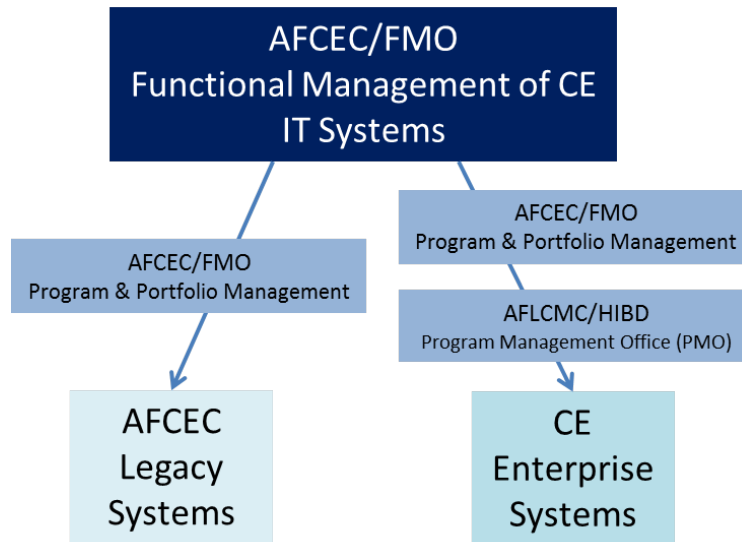 AFCEC/FMO
Functional Management of CE
IT Systems
AFCEC/FMO
Program & Portfolio Management
AFCEC/FMO
Program & Portfolio Management
AFLCMC/HIBD
Program Management Office (PMO)
AFCEC
Legacy
Systems
CE
Enterprise
Systems